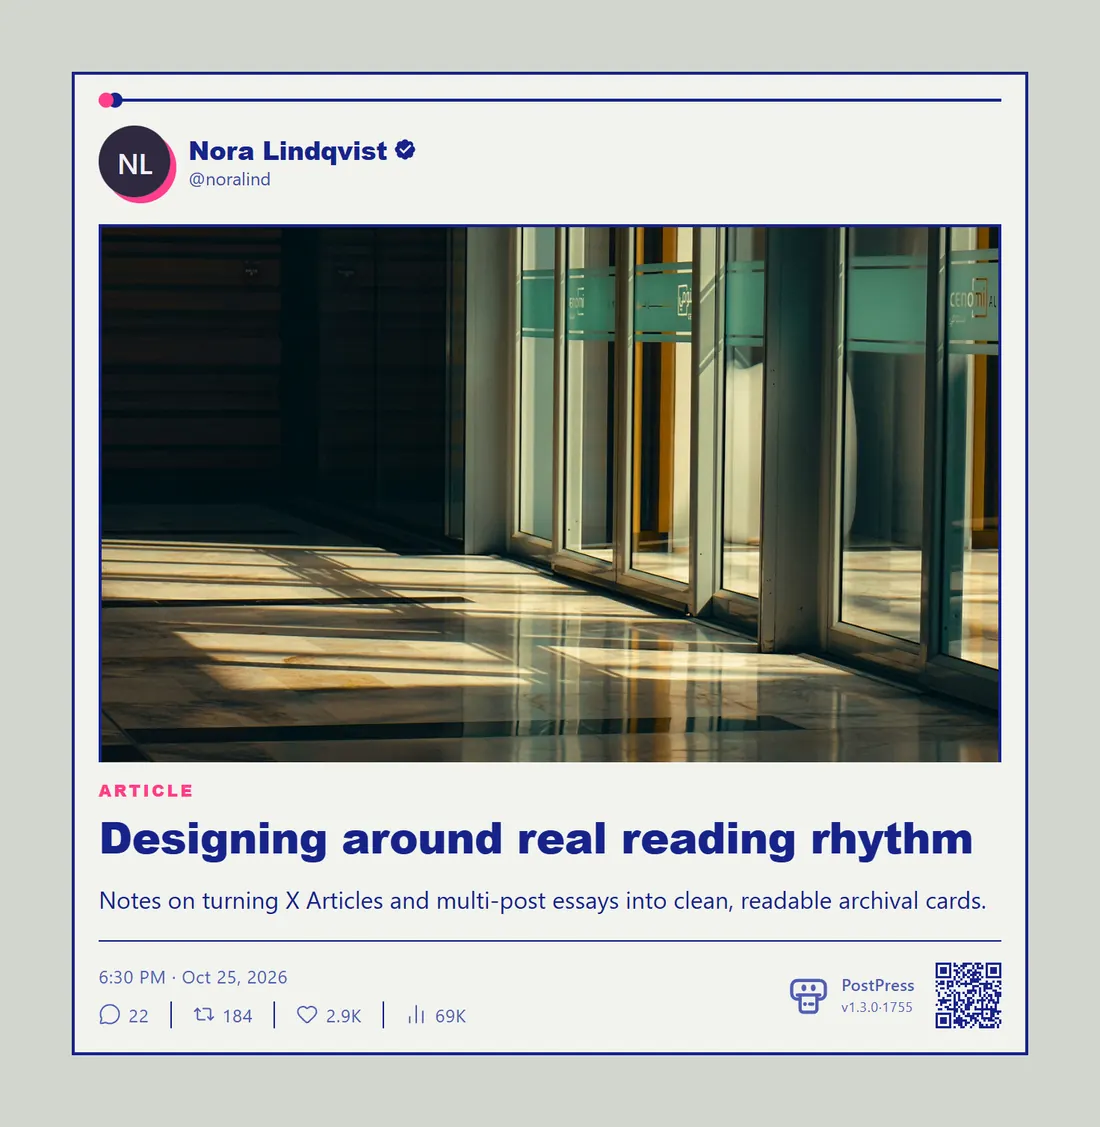 NL
Nora Lindqvist
@noralind
cenomi
ARTICLE
Designing around real reading rhythm
Notes on turning X Articles and multi-post essays into clean, readable archival cards.
6:30 PM · Oct 25, 2026
22 184 2.9K 69K
PostPress
v1.3.0·1755